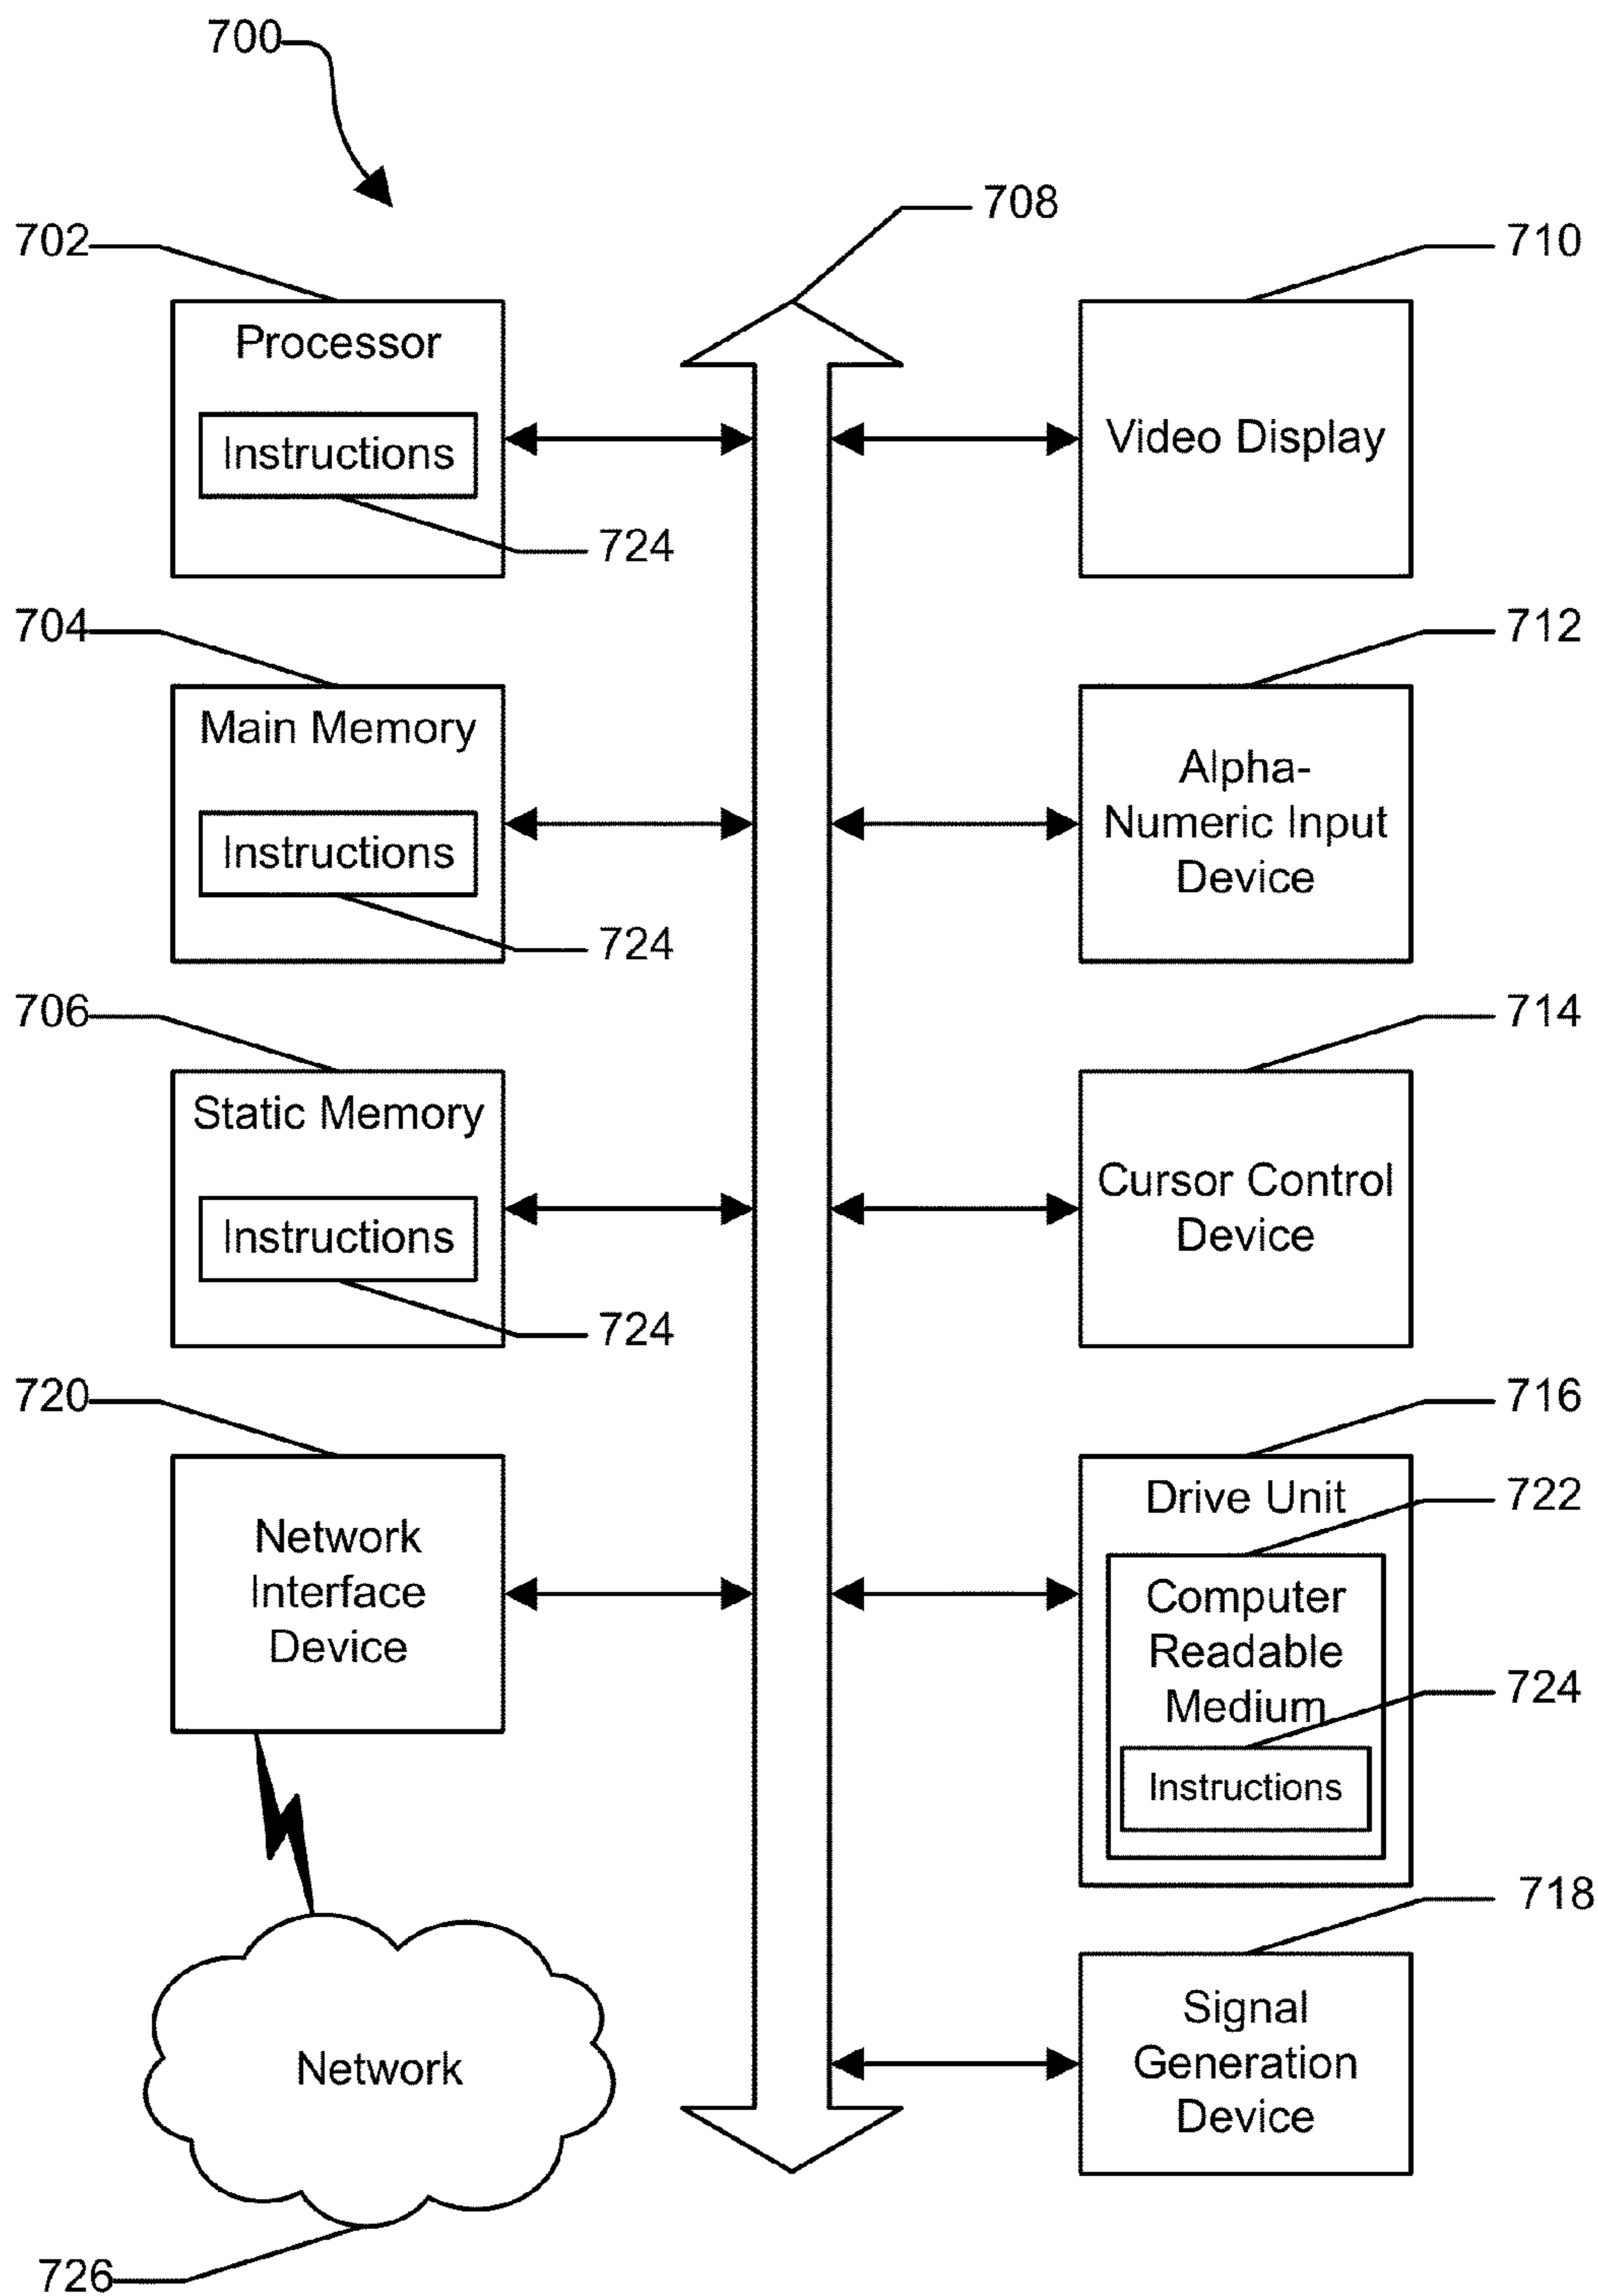 700
708
702
710
Processor
Instructions
724
Video Display
704
712
Main Memory
Instructions
724
Alpha-
Numeric Input
Device
706
714
Static Memory
Instructions
724
Cursor Control
Device
720
716
Network
Interface
Device
Drive Unit
722
Computer
Readable
Medium
724
Instructions
718
Signal
Generation
Device
Network
726